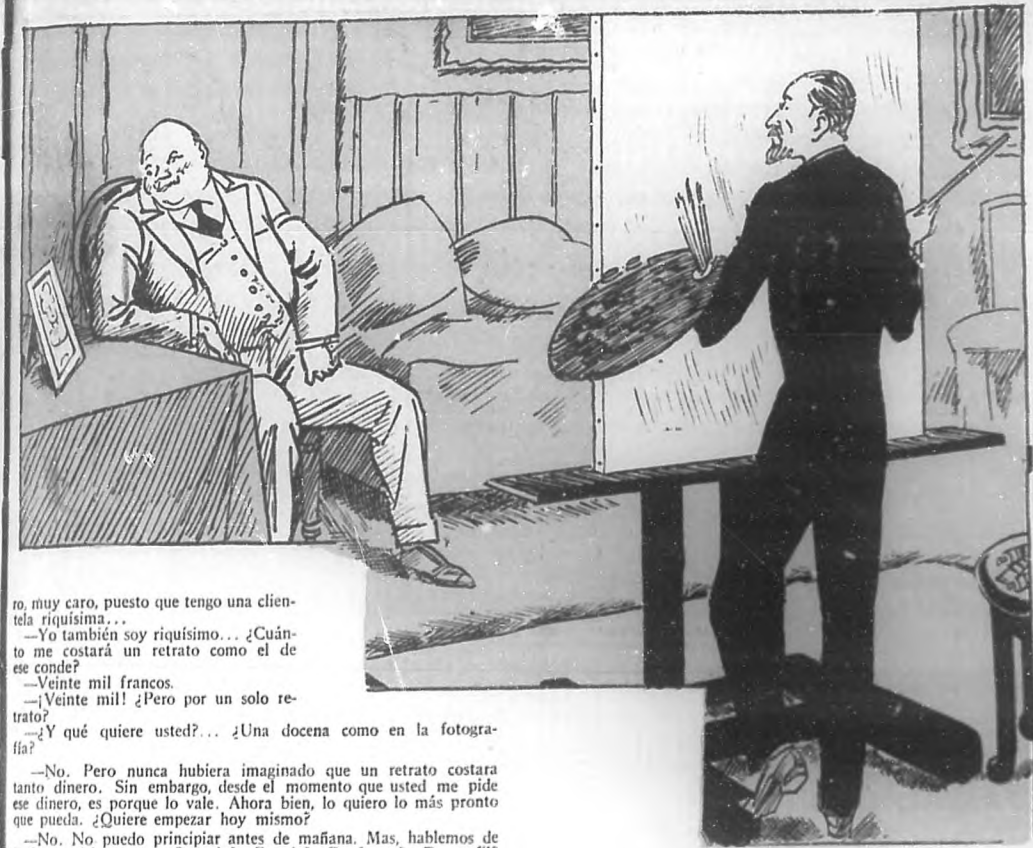 ro, muy caro, puesto que tengo una clien-
tela riquísima...
—Yo también soy riquísimo... ¿Cuán-
to me costará un retrato como el de
ese conde?
—Veinte mil francos.
—¡Veinte mil! ¿Pero por un solo re-
trato?
—¿Y qué quiere usted?... ¿Una docena como en la fotogra-
fía?
—No. Pero nunca hubiera imaginado que un retrato costara
tanto dinero. Sin embargo, desde el momento que usted me pide
ese dinero, es porque lo vale. Ahora bien, lo quiero lo más pronto
que pueda. ¿Quiere empezar hoy mismo?
—No. No puedo principiar antes de mañana. Mas, hablemos de